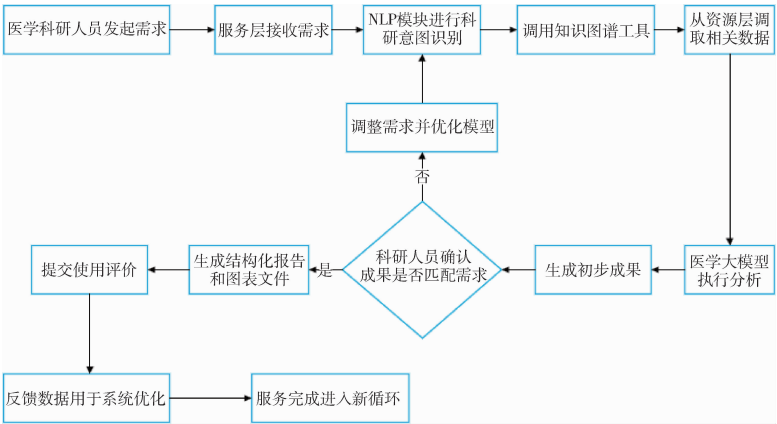 医学科研人员发起需求
服务层接收需求
NLP模块进行科
研意图识别
调用知识图谱工具
从资源层调
取相关数据
调整需求并优化模型
否
科研人员确认
成果是否匹配需求
是
生成结构化报告
和图表文件
提交使用评价
生成初步成果
医学大模型
执行分析
反馈数据用于系统优化
服务完成进入新循环